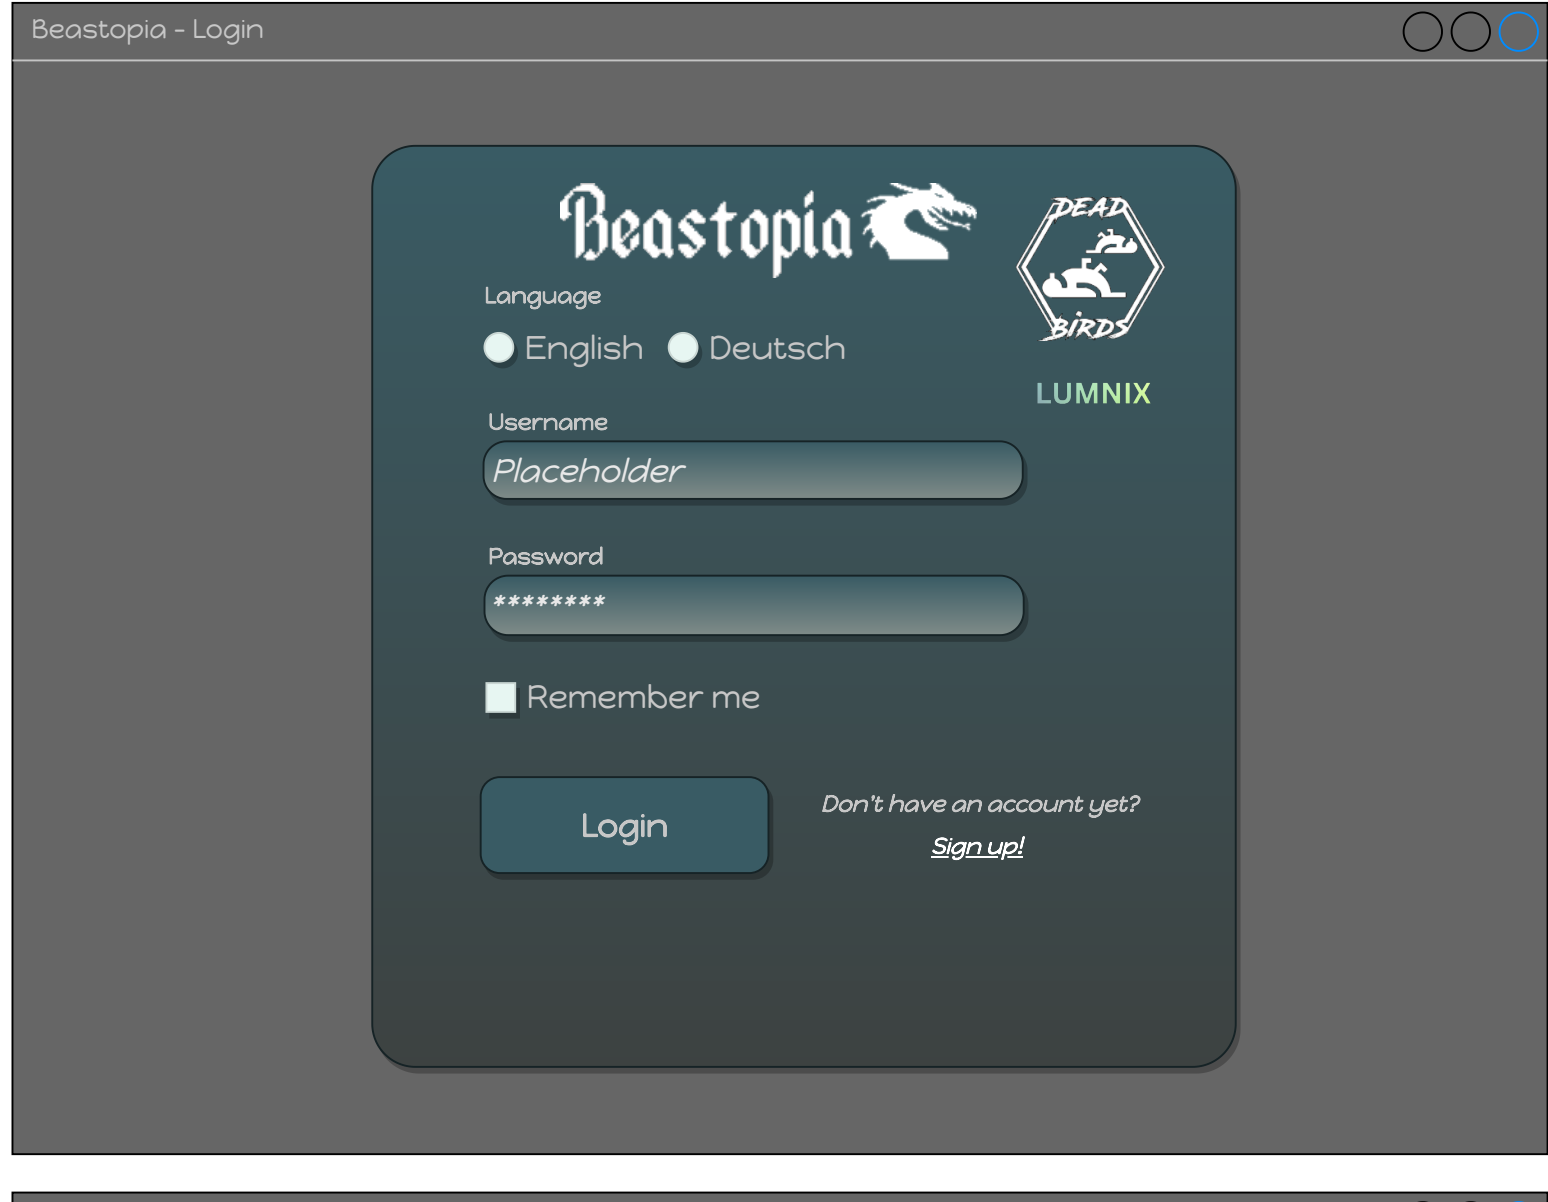 Beastopia - Login
Beastopia
DEAD
BIRDS
Language
English
Deutsch
LUMNIX
Username
Placeholder
Password
********
Remember me
Login
Don't have an account yet?
Sign up!